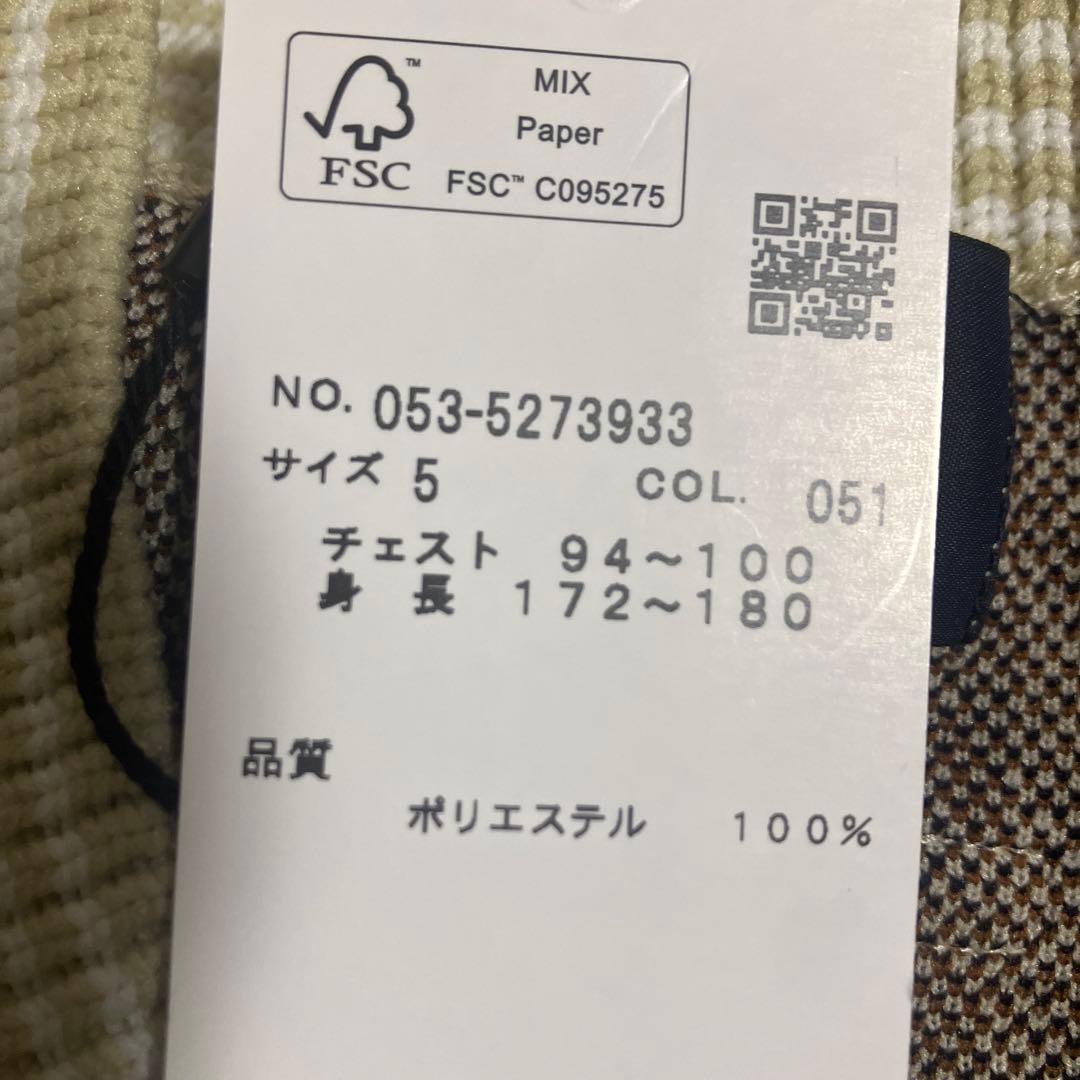 MIX
Paper
FSC™ C095275
™
FSC
NO. 053-5273933
サイズ 5 COL. 051
チェスト 94～100
身長 172～180
品質
ポリエステル 100%